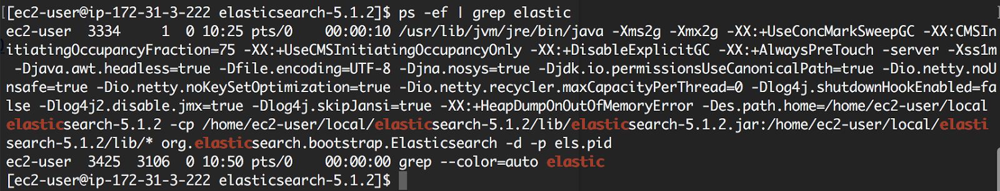 [[ec2-user@ip-172-31-3-222 elasticsearch-5.1.2]$ ps -ef | grep elastic
ec2-user  3334     1  0 10:25 pts/0    00:00:10 /usr/lib/jvm/jre/bin/java -Xms2g -Xmx2g -XX:+UseConcMarkSweepGC -XX:CMSIn
itiatingOccupancyFraction=75 -XX:+UseCMSInitiatingOccupancyOnly -XX:+DisableExplicitGC -XX:+AlwaysPreTouch -server -Xss1m
 -Djava.awt.headless=true -Dfile.encoding=UTF-8 -Djna.nosys=true -Djdk.io.permissionsUseCanonicalPath=true -Dio.netty.noU
nsafe=true -Dio.netty.noKeySetOptimization=true -Dio.netty.recycler.maxCapacityPerThread=0 -Dlog4j.shutdownHookEnabled=fa
lse -Dlog4j2.disable.jmx=true -Dlog4j.skipJansi=true -XX:+HeapDumpOnOutOfMemoryError -Des.path.home=/home/ec2-user/local
elasticsearch-5.1.2 -cp /home/ec2-user/local/elasticsearch-5.1.2/lib/elasticsearch-5.1.2.jar:/home/ec2-user/local/elasti
search-5.1.2/lib/* org.elasticsearch.bootstrap.Elasticsearch -d -p els.pid
ec2-user  3425  3106  0 10:50 pts/0    00:00:00 grep --color=auto elastic
[ec2-user@ip-172-31-3-222 elasticsearch-5.1.2]$